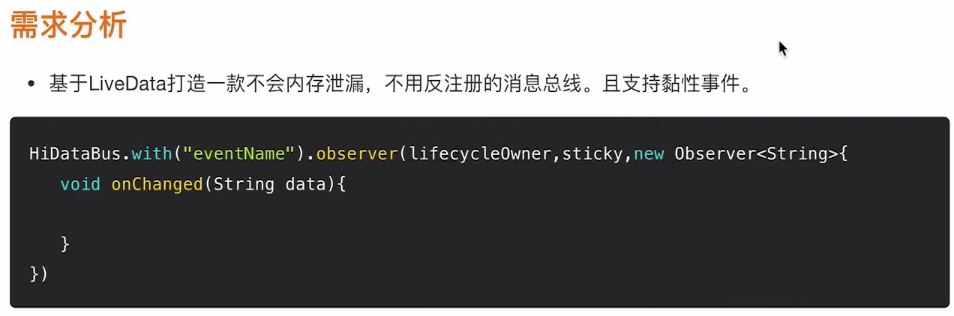 需求分析
• 基于LiveData打造一款不会内存泄漏，不用反注册的消息总线。且支持黏性事件。
HiDataBus.with("eventName").observer(lifecycleOwner,sticky,new Observer<String>{
   void onChanged(String data){
   }
})